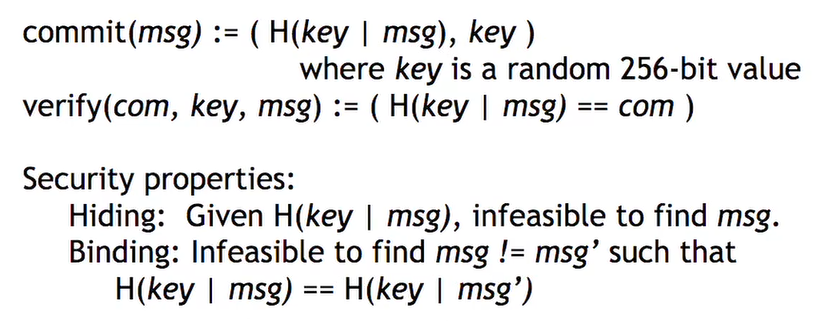 commit(msg) := ( H(key | msg), key )
where key is a random 256-bit value
verify(com, key, msg) := ( H(key | msg) == com )
Security properties:
Hiding: Given H(key | msg), infeasible to find msg.
Binding: Infeasible to find msg != msg’ such that
H(key | msg) == H(key | msg’)